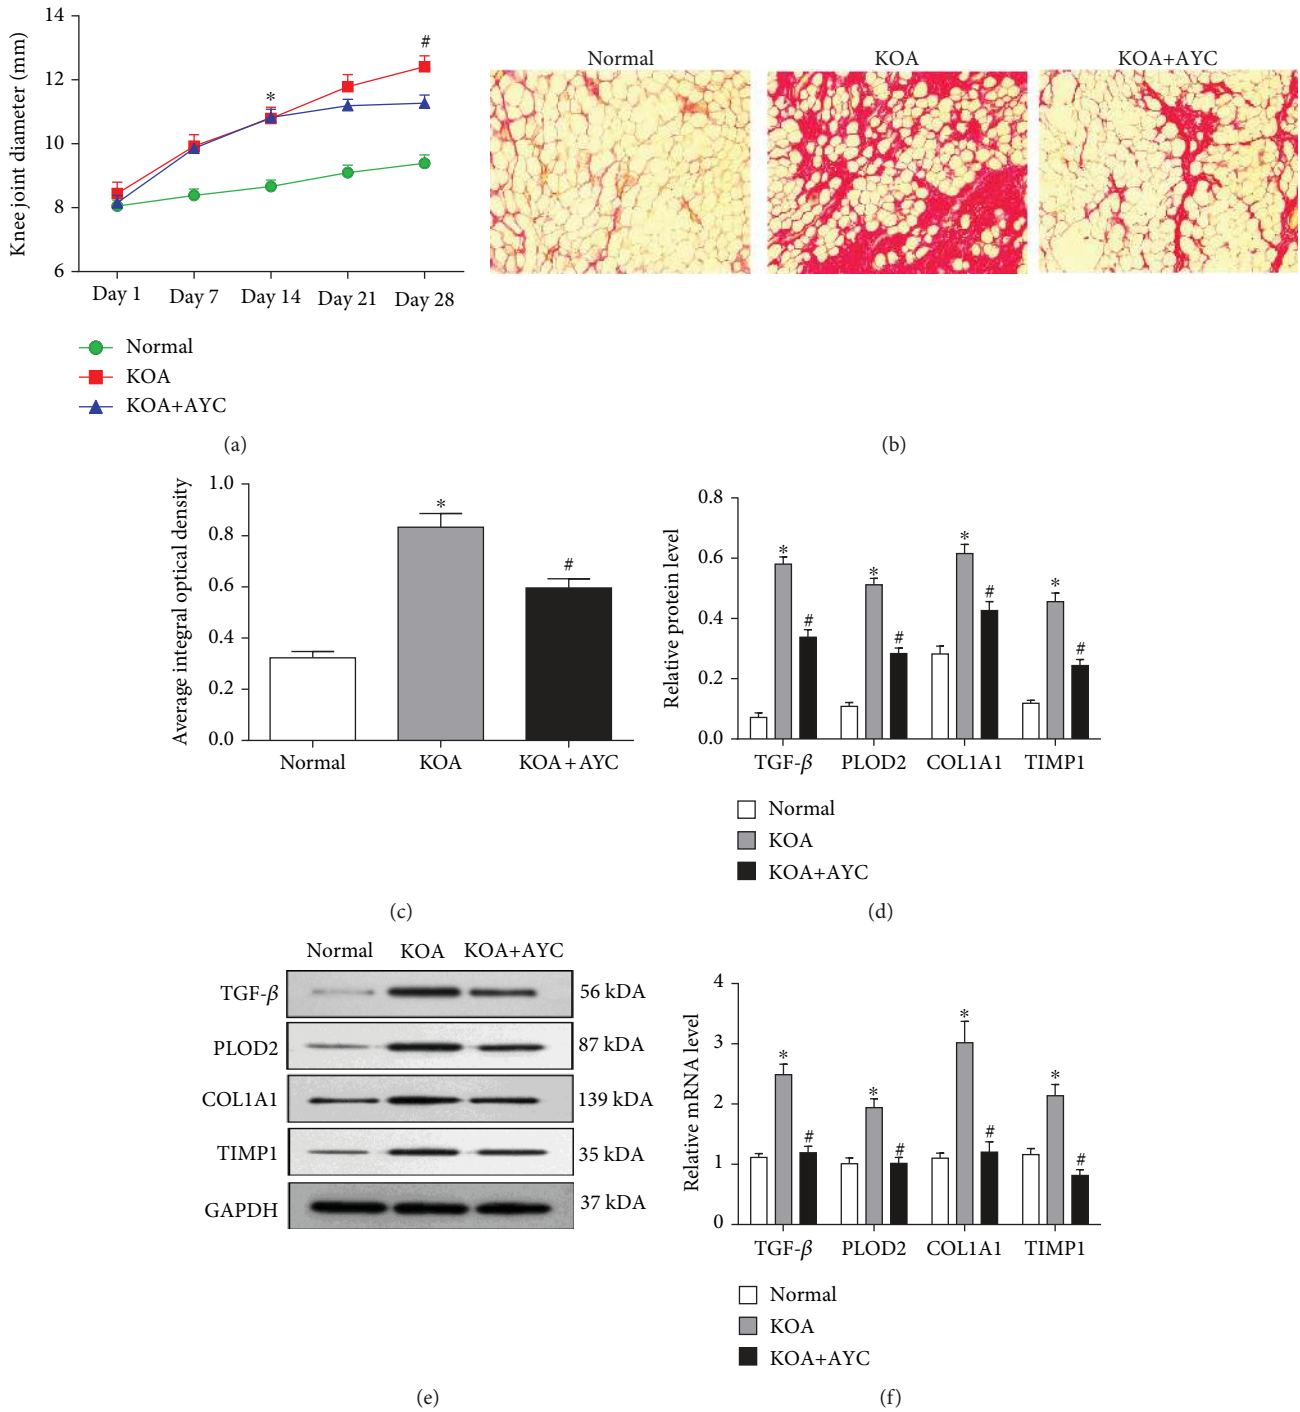 14
12
10
8
6
Knee joint diameter (mm)
*
#
Day 1
Day 7
Day 14
Day 21
Day 28
Normal
KOA
KOA+AYC
(a)
Normal
KOA
KOA+AYC
(b)
1.0
0.8
0.6
0.4
0.2
0.0
Average integral optical density
*
#
Normal
KOA
KOA+AYC
(c)
0.8
0.6
0.4
0.2
0.0
Relative protein level
*
#
*
#
*
#
*
#
TGF-β
PLOD2
COL1A1
TIMP1
Normal
KOA
KOA+AYC
(d)
Normal
KOA
KOA+AYC
TGF-β
56 kDA
PLOD2
87 kDA
COL1A1
139 kDA
TIMP1
35 kDA
GAPDH
37 kDA
(e)
4
3
2
1
0
Relative mRNA level
*
#
*
#
*
#
*
#
TGF-β
PLOD2
COL1A1
TIMP1
Normal
KOA
KOA+AYC
(f)